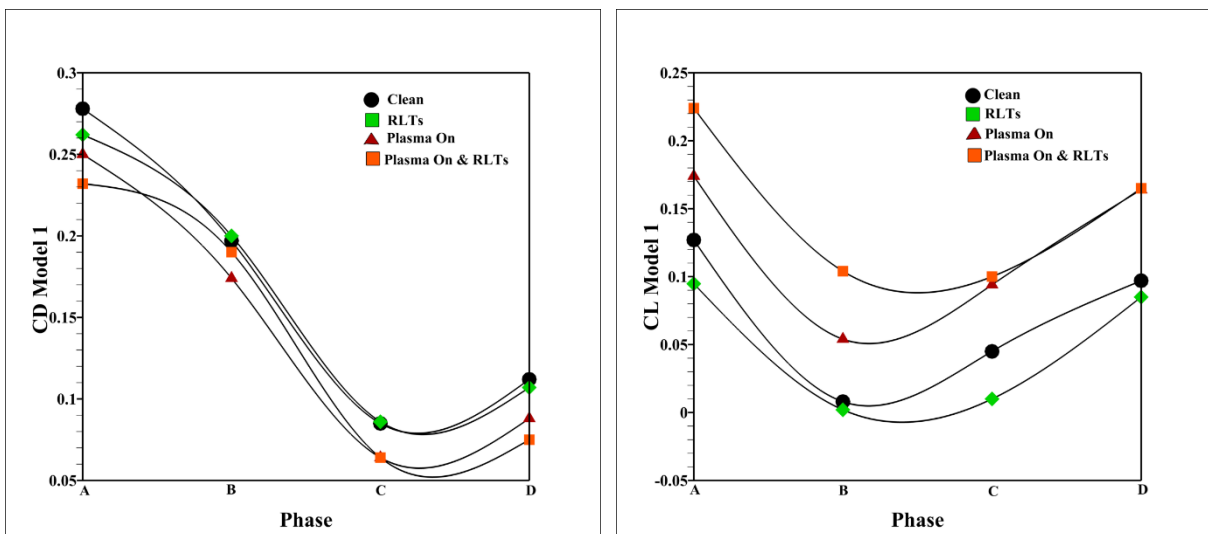 0.3
0.25
0.2
0.15
0.1
0.05
CD Model 1
Clean
RLTs
Plasma On
Plasma On & RLTs
A B C D
Phase
0.25
0.2
0.15
0.1
0.05
0
-0.05
CL Model 1
Clean
RLTs
Plasma On
Plasma On & RLTs
A B C D
Phase